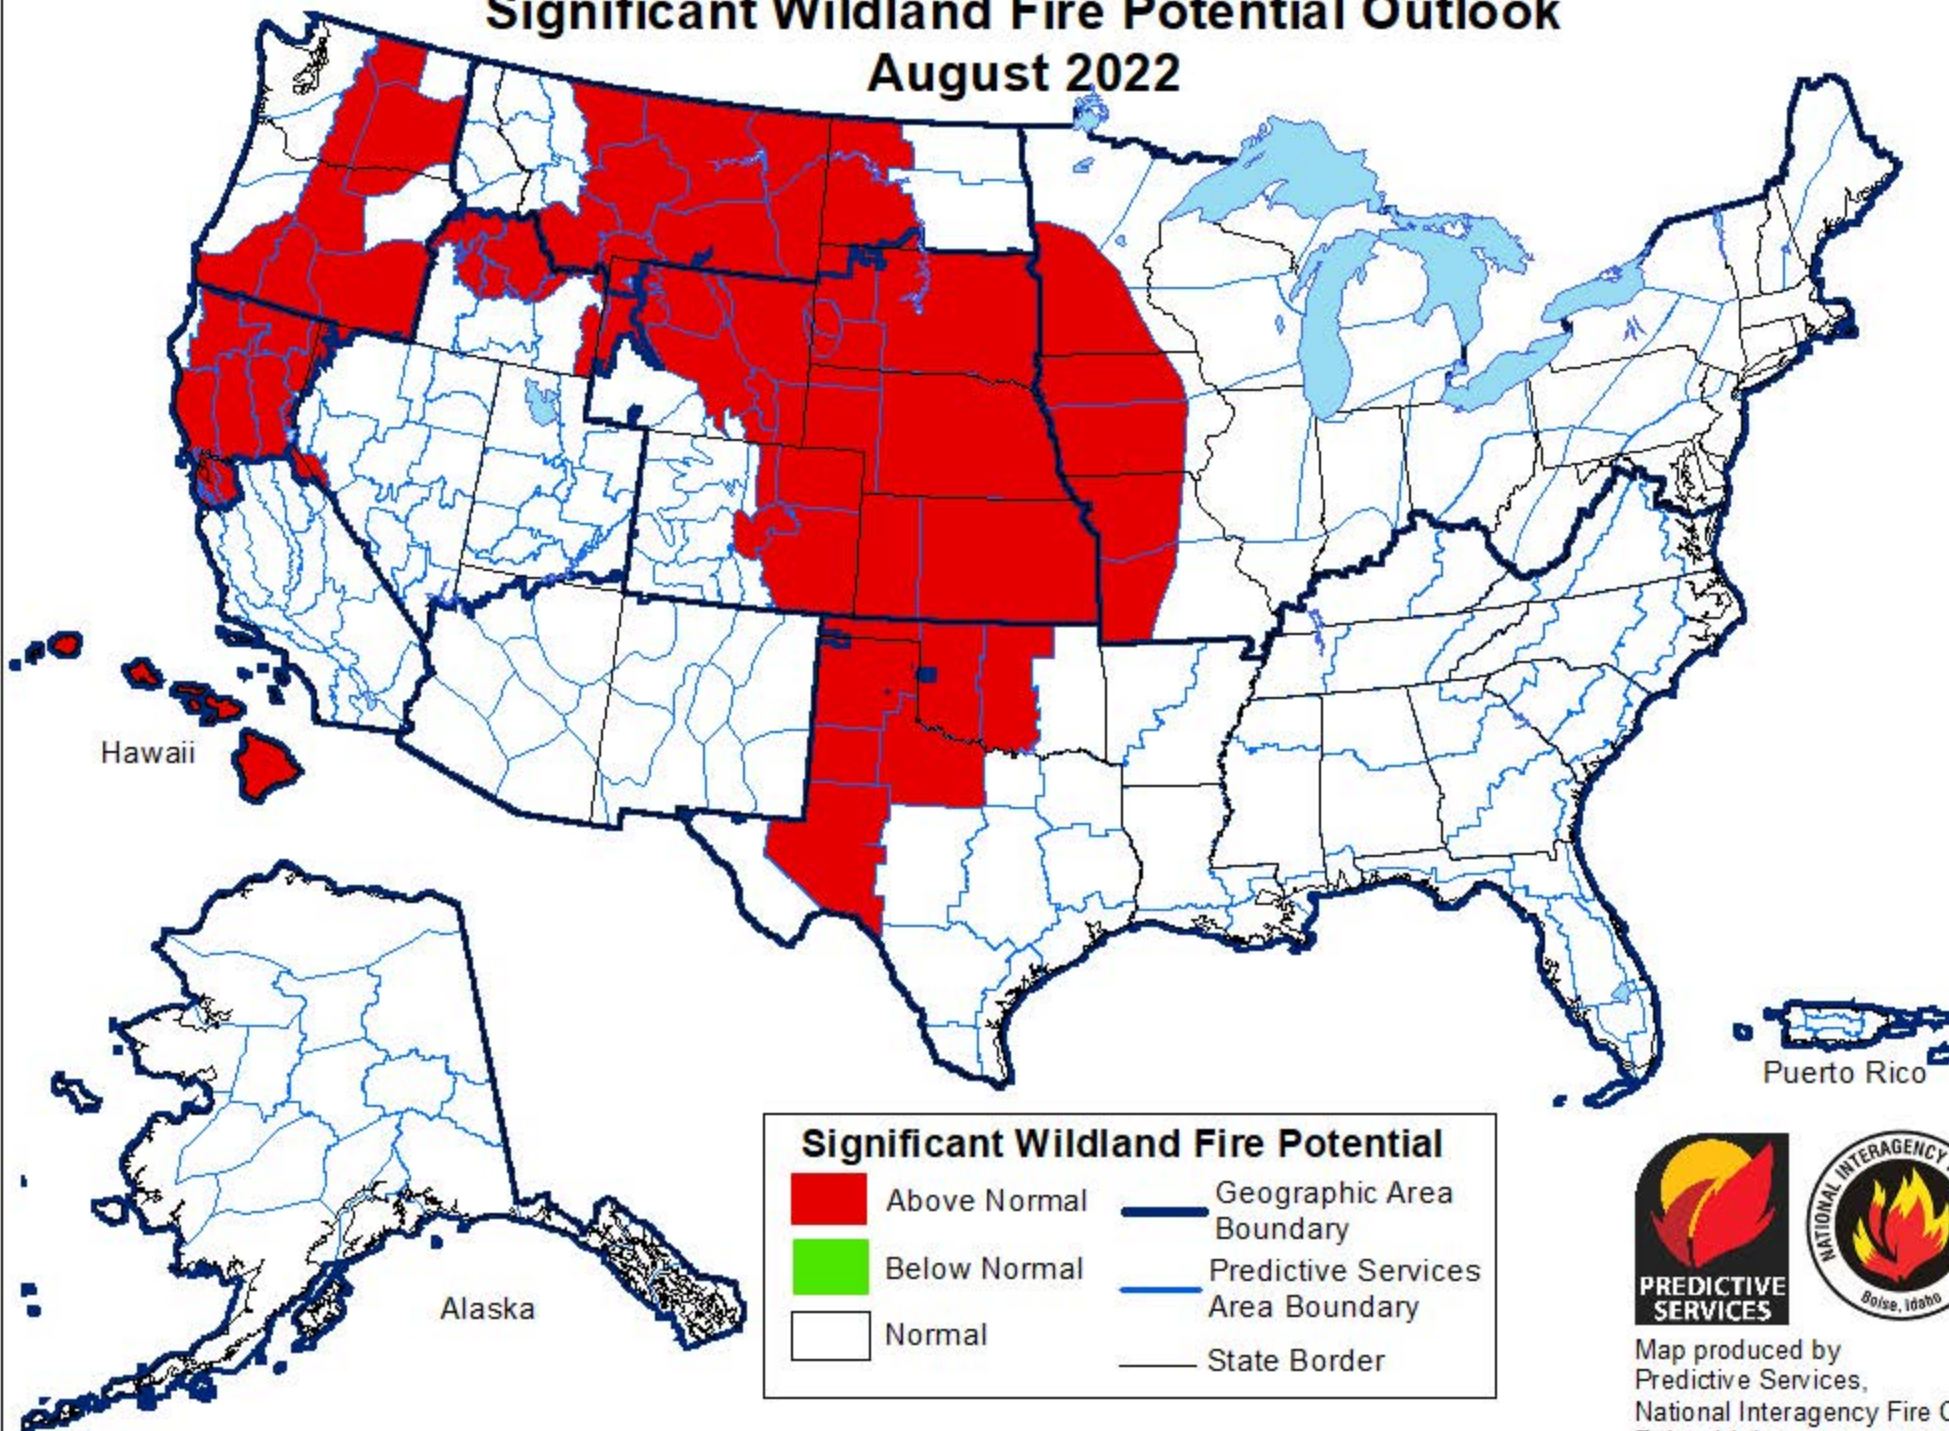 Significant Wildland Fire Potential Outlook
August 2022
Hawaii
Alaska
Puerto Rico
Significant Wildland Fire Potential
Above Normal
Below Normal
Normal
Geographic Area
Boundary
Predictive Services
Area Boundary
State Border
PREDICTIVE
SERVICES
NATIONAL INTERAGENCY
Boise, Idaho
Map produced by
Predictive Services,
National Interagency Fire